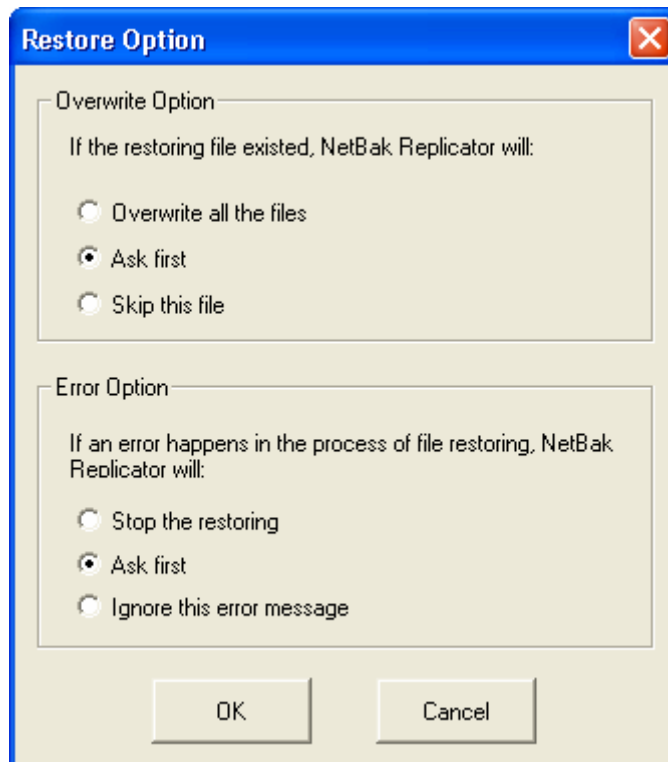 Restore Option
Overwrite Option
If the restoring file existed, NetBak Replicator will:
Overwrite all the files
Ask first
Skip this file
Error Option
If an error happens in the process of file restoring, NetBak
Replicator will:
Stop the restoring
Ask first
Ignore this error message
OK
Cancel